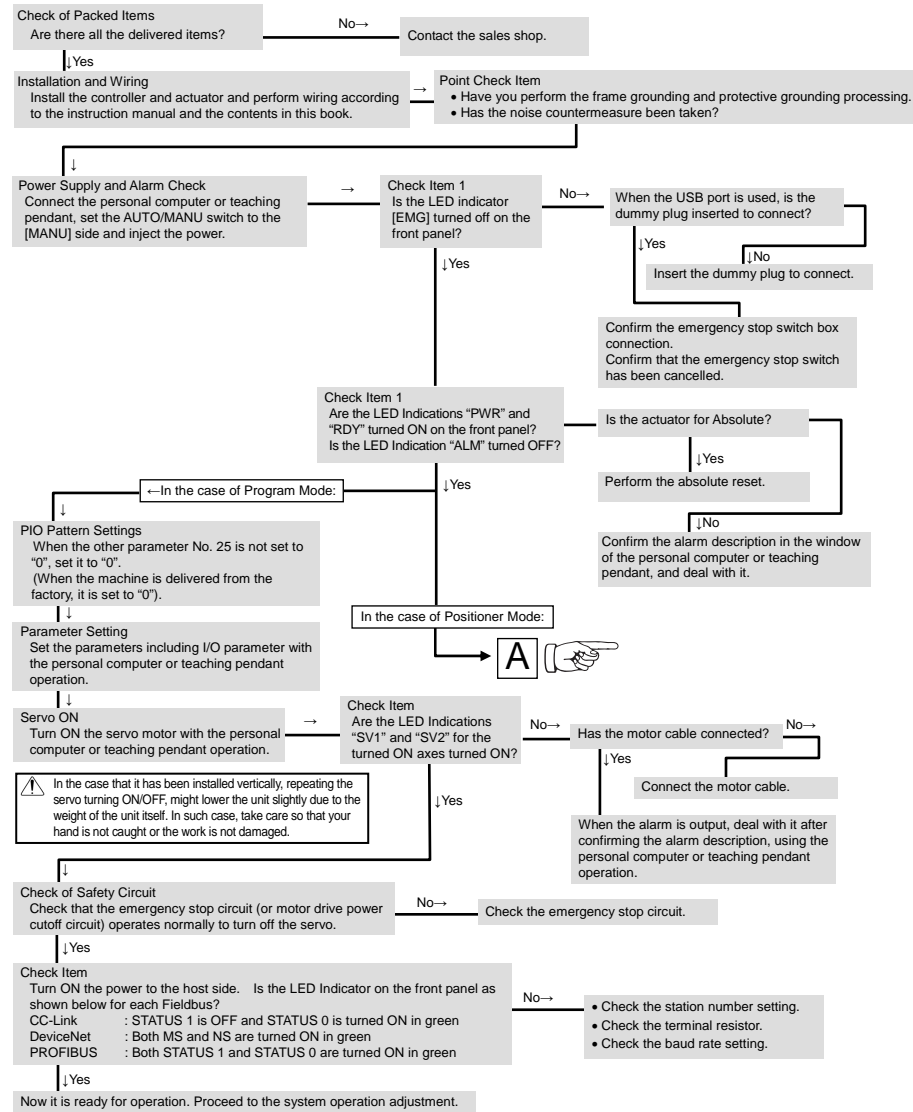 Check of Packed Items
Are there all the delivered items?
No→
Contact the sales shop.
↓Yes
Installation and Wiring
Install the controller and actuator and perform wiring according
to the instruction manual and the contents in this book.
→
Point Check Item
• Have you perform the frame grounding and protective grounding processing.
• Has the noise countermeasure been taken?
↓
Power Supply and Alarm Check
Connect the personal computer or teaching
pendant, set the AUTO/MANU switch to the
[MANU] side and inject the power.
→
Check Item 1
Is the LED indicator
[EMG] turned off on the
front panel?
No→
When the USB port is used, is the
dummy plug inserted to connect?
↓Yes
↓No
Insert the dummy plug to connect.
↓Yes
Confirm the emergency stop switch box
connection.
Confirm that the emergency stop switch
has been cancelled.
Check Item 1
Are the LED Indications “PWR” and
“RDY” turned ON on the front panel?
Is the LED Indication “ALM” turned OFF?
Is the actuator for Absolute?
↓Yes
Perform the absolute reset.
↓No
Confirm the alarm description in the window
of the personal computer or teaching
pendant, and deal with it.
↓Yes
←In the case of Program Mode:
↓
PIO Pattern Settings
When the other parameter No. 25 is not set to
“0”, set it to “0”.
(When the machine is delivered from the
factory, it is set to “0”).
In the case of Positioner Mode:
A
↓
Parameter Setting
Set the parameters including I/O parameter with
the personal computer or teaching pendant
operation.
↓
Servo ON
Turn ON the servo motor with the personal
computer or teaching pendant operation.
→
Check Item
Are the LED Indications
“SV1” and “SV2” for the
turned ON axes turned ON?
No→
Has the motor cable connected?
No→
↓Yes
Connect the motor cable.
When the alarm is output, deal with it after
confirming the alarm description, using the
personal computer or teaching pendant
operation.
In the case that it has been installed vertically, repeating the
servo turning ON/OFF, might lower the unit slightly due to the
weight of the unit itself. In such case, take care so that your
hand is not caught or the work is not damaged.
↓Yes
↓
Check of Safety Circuit
Check that the emergency stop circuit (or motor drive power
cutoff circuit) operates normally to turn off the servo.
No→
Check the emergency stop circuit.
↓Yes
Check Item
Turn ON the power to the host side. Is the LED Indicator on the front panel as
shown below for each Fieldbus?
CC-Link : STATUS 1 is OFF and STATUS 0 is turned ON in green
DeviceNet : Both MS and NS are turned ON in green
PROFIBUS : Both STATUS 1 and STATUS 0 are turned ON in green
No→
• Check the station number setting.
• Check the terminal resistor.
• Check the baud rate setting.
↓Yes
Now it is ready for operation. Proceed to the system operation adjustment.